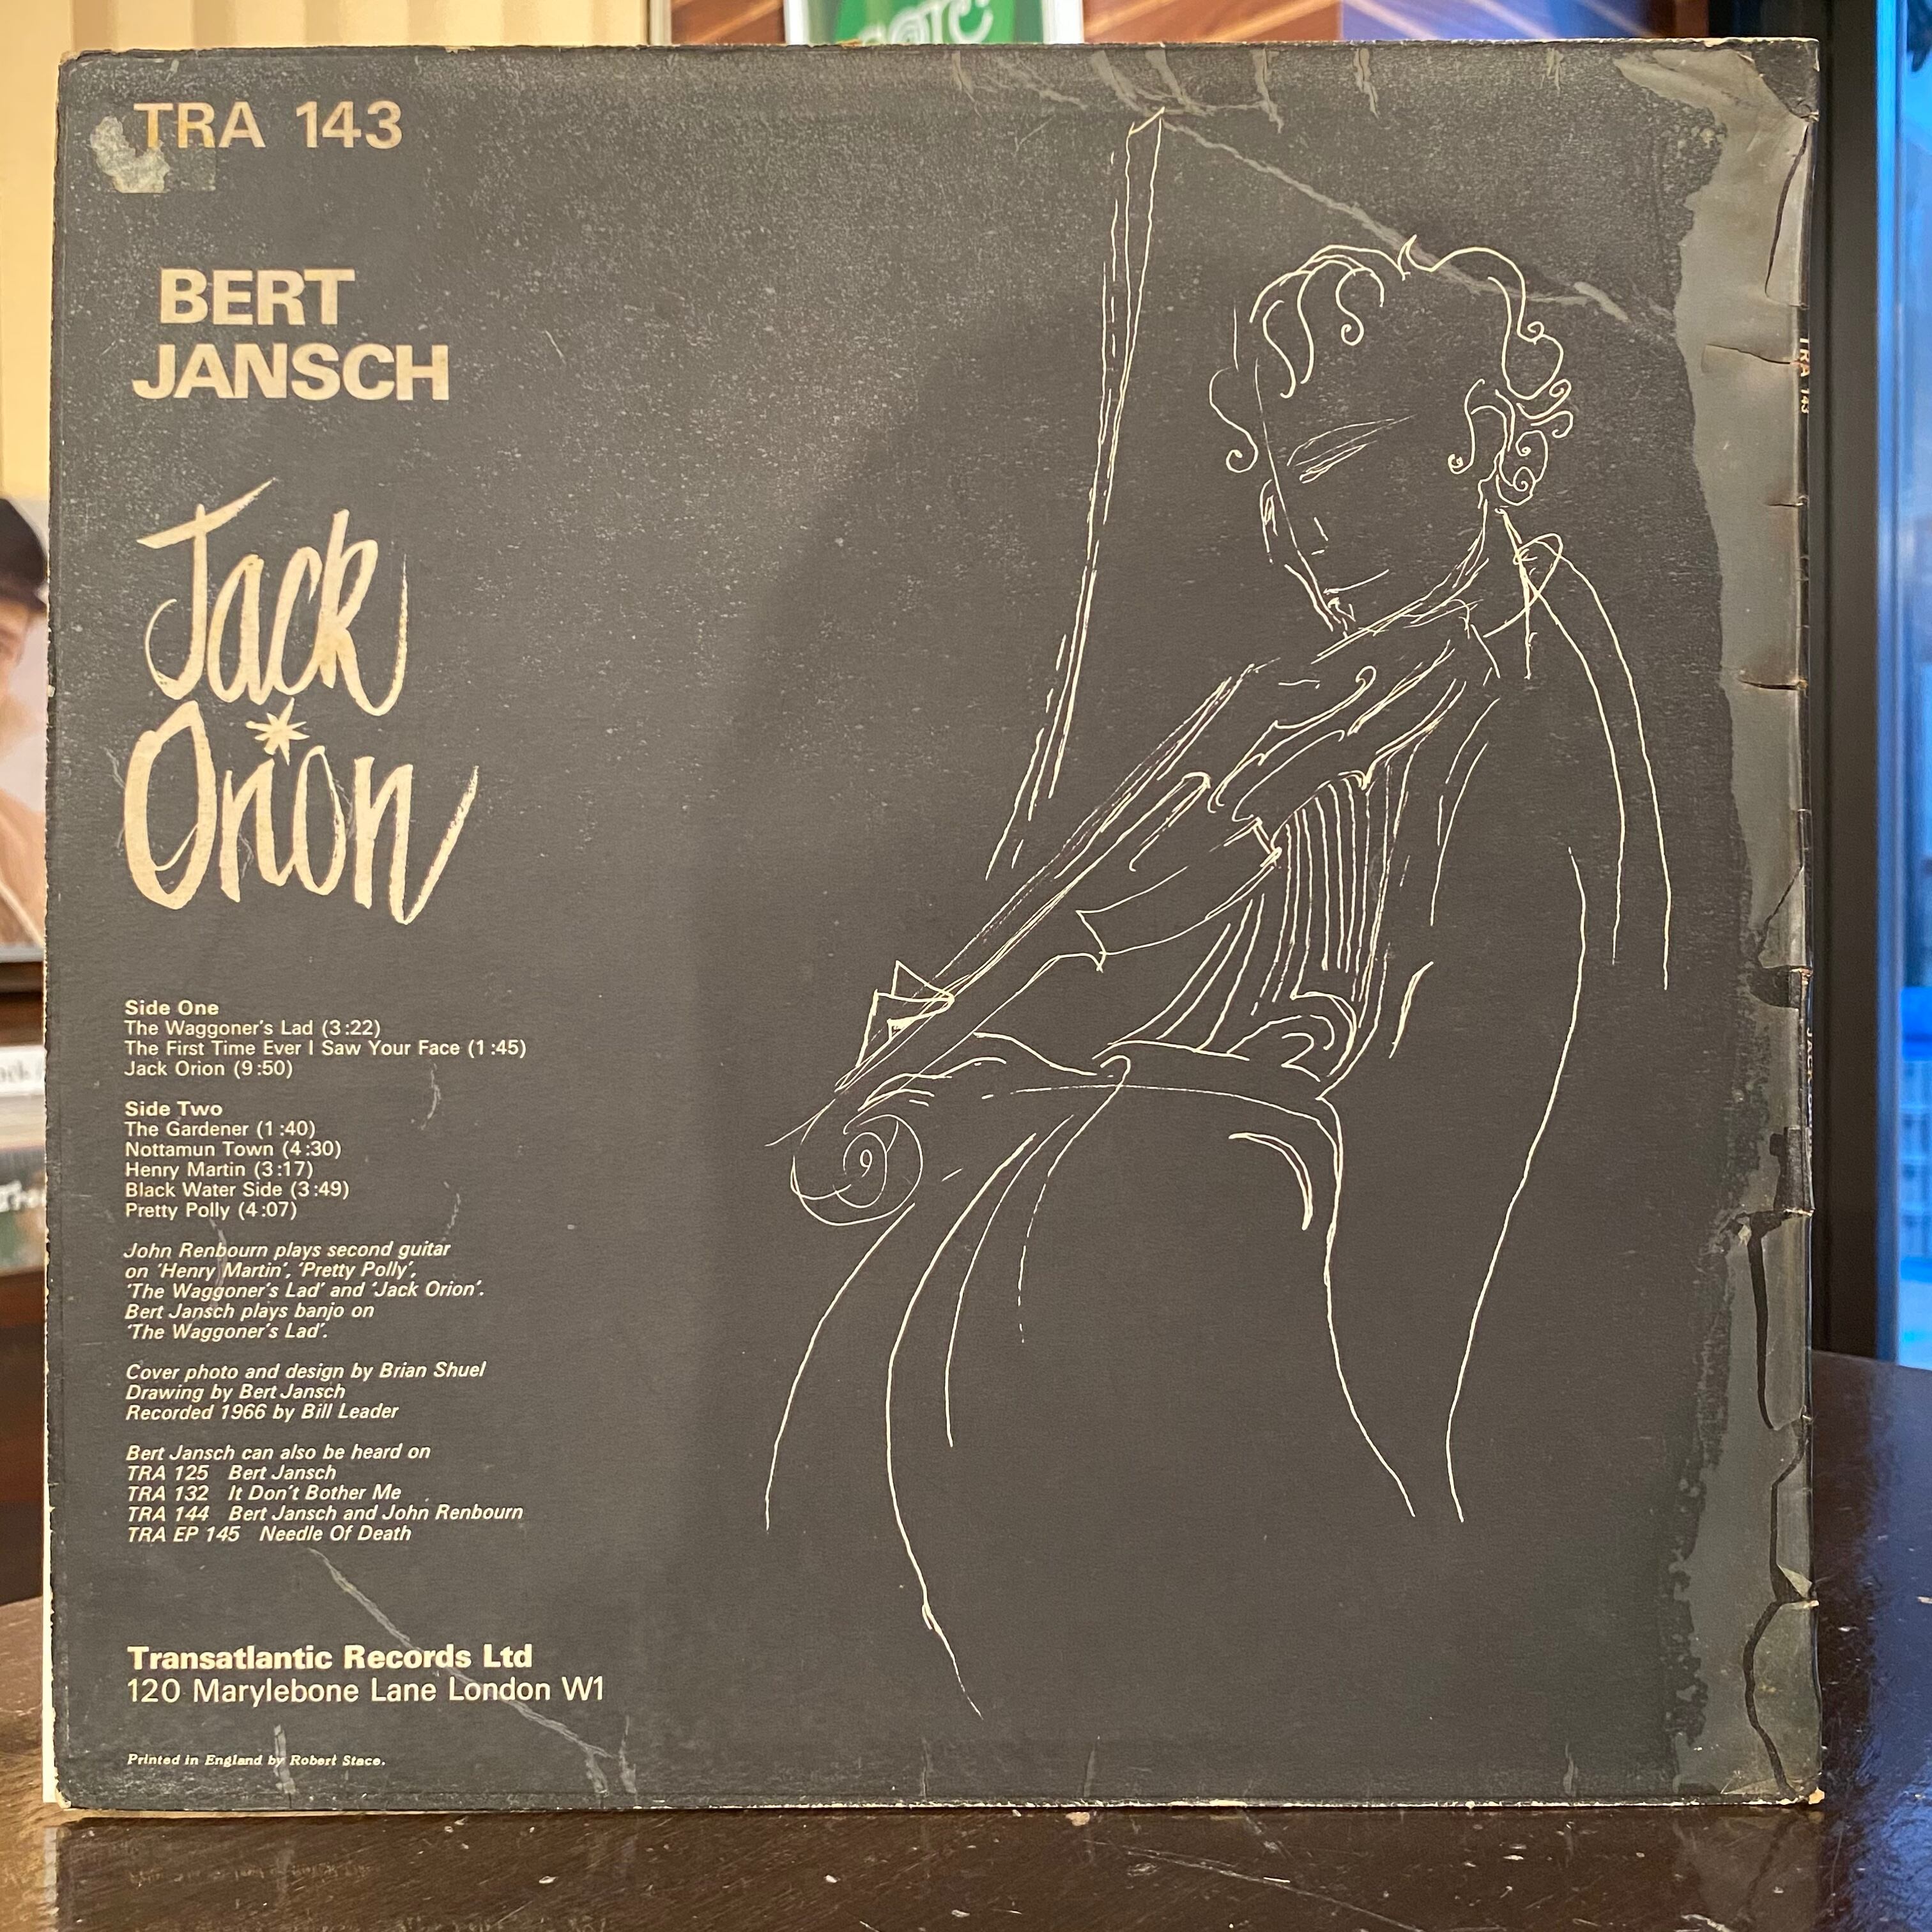 TRA 143
BERT
JANSCH
Jack
Orion
Side One
The Waggoner's Lad (3:22)
The First Time Ever I Saw Your Face (1:45)
Jack Orion (9:50)
Side Two
The Gardener (1:40)
Nottamun Town (4:30)
Henry Martin (3:17)
Black Water Side (3:49)
Pretty Polly (4:07)
John Renbourn plays second guitar
on 'Henry Martin', 'Pretty Polly',
'The Waggoner's Lad' and 'Jack Orion'.
Bert Jansch plays banjo on
'The Waggoner's Lad'.
Cover photo and design by Brian Shuel
Drawing by Bert Jansch
Recorded 1966 by Bill Leader
Bert Jansch can also be heard on
TRA 125 Bert Jansch
TRA 132 It Don't Bother Me
TRA 144 Bert Jansch and John Renbourn
TRA EP 145 Needle Of Death
Transatlantic Records Ltd
120 Marylebone Lane London W1
Printed in England by Robert Stace.
TRA 143